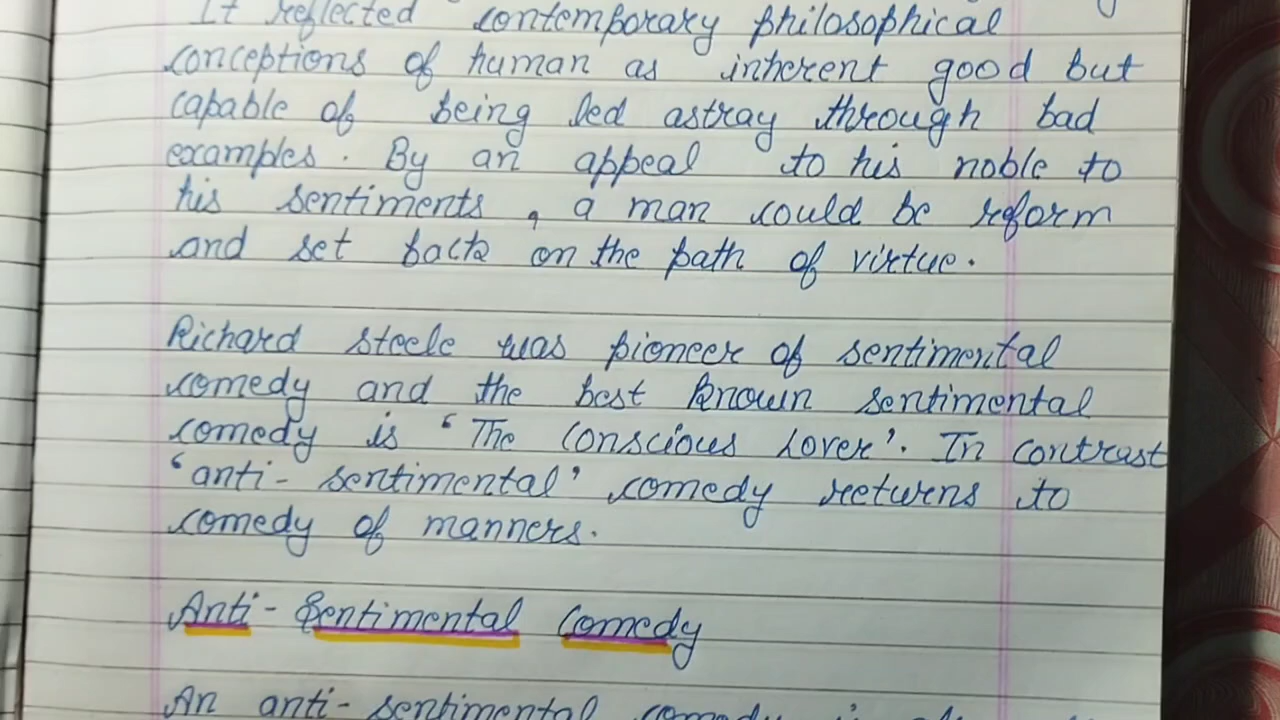 It reflected contemporary philosophical
conceptions of human as inherent good but
capable of being led astray through bad
examples. By an appeal to his noble to
his sentiments, a man could be reform
and set back on the path of virtue.
Richard steele was pioneer of sentimental
comedy and the best known sentimental
comedy is 'The Conscious Lover'. In contrast
'anti-sentimental' comedy returns to
comedy of manners.
Anti-Sentimental Comedy
An anti-sentimental comedy is